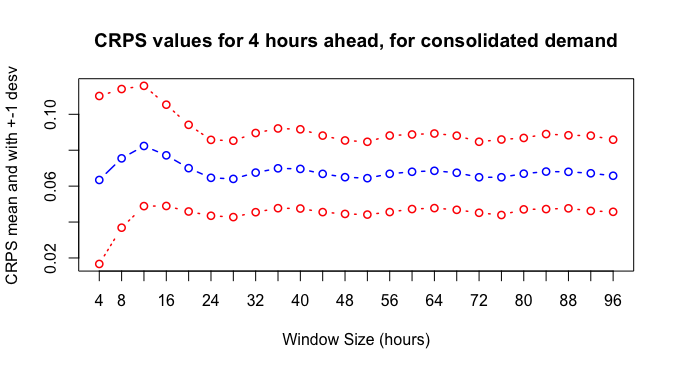 CRPS values for 4 hours ahead, for consolidated demand
CRPS mean and with +-1 desv
0.10
0.06
0.02
4 8 16 24 32 40 48 56 64 72 80 88 96
Window Size (hours)